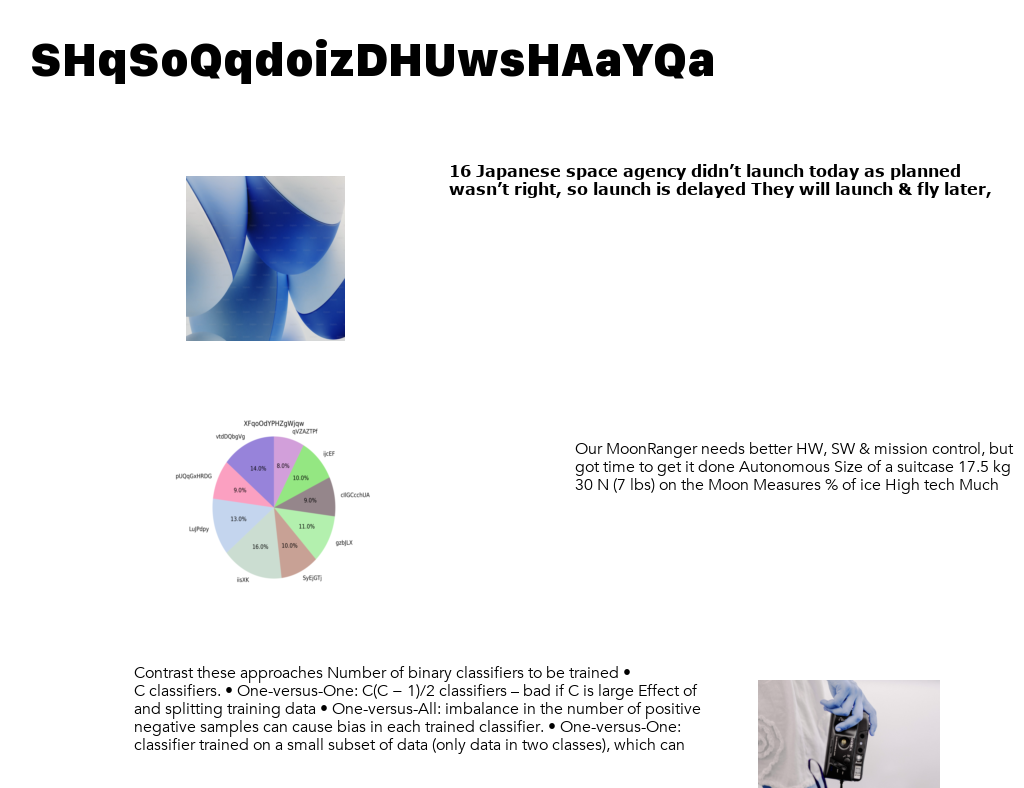 SHqSoQqdoizDHUwsHAaYQa
16 Japanese space agency didn’t launch today as planned
wasn’t right, so launch is delayed They will launch & fly later,
XFqoOdYPHZgWjqw
qVZAZTPf
vtdDQbgVg
ijcEF
14.0%
8.0%
10.0%
pUQqGxHRDG
9.0%
9.0%
cllGCcchUA
13.0%
11.0%
LuJPdpy
gzbJLX
16.0%
10.0%
iisXK
SyEjGTj
Our MoonRanger needs better HW, SW & mission control, but
got time to get it done Autonomous Size of a suitcase 17.5 kg
30 N (7 lbs) on the Moon Measures % of ice High tech Much
Contrast these approaches Number of binary classifiers to be trained •
C classifiers. • One-versus-One: C(C − 1)/2 classifiers – bad if C is large Effect of
and splitting training data • One-versus-All: imbalance in the number of positive
negative samples can cause bias in each trained classifier. • One-versus-One:
classifier trained on a small subset of data (only data in two classes), which can